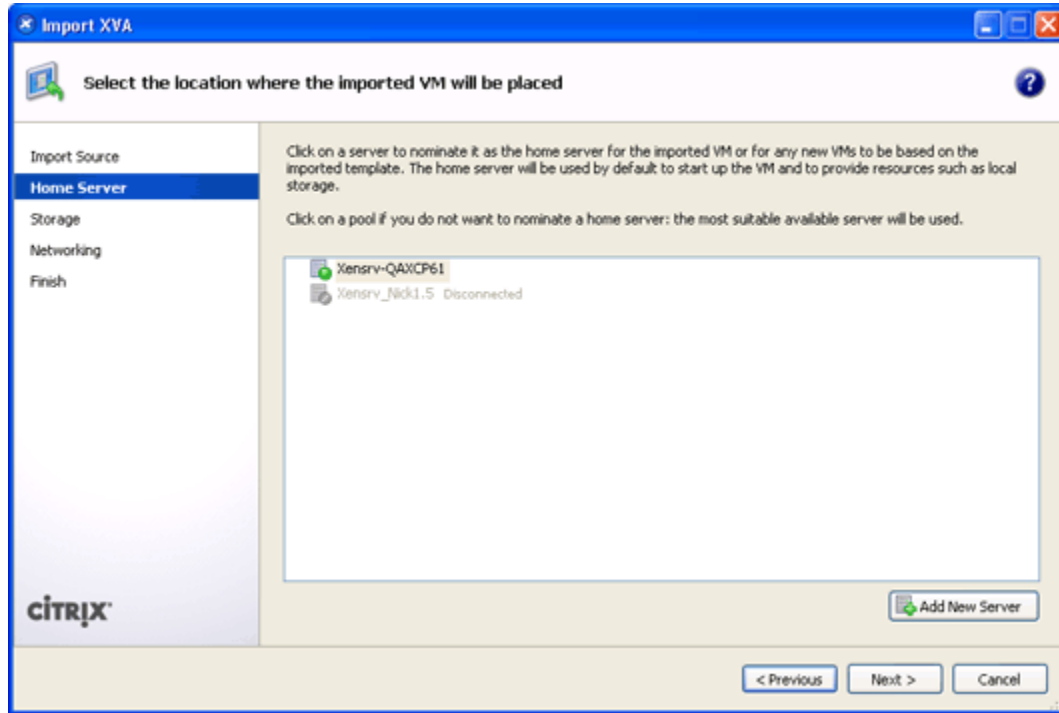 Import XVA
Select the location where the imported VM will be placed
?
Import Source
Home Server
Storage
Networking
Finish
Click on a server to nominate it as the home server for the imported VM or for any new VMs to be based on the
imported template. The home server will be used by default to start up the VM and to provide resources such as local
storage.
Click on a pool if you do not want to nominate a home server: the most suitable available server will be used.
Xensrv-QAXCP61
Xensrv_Nick1.5 Disconnected
CITRIX
Add New Server
< Previous
Next >
Cancel